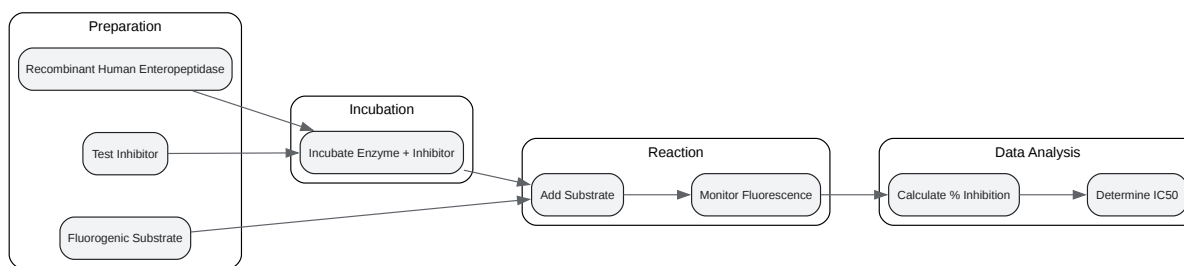 Preparation
Recombinant Human Enteropeptidase
Test Inhibitor
Fluorogenic Substrate
Incubation
Incubate Enzyme + Inhibitor
Reaction
Add Substrate
Monitor Fluorescence
Data Analysis
Calculate % Inhibition
Determine IC50